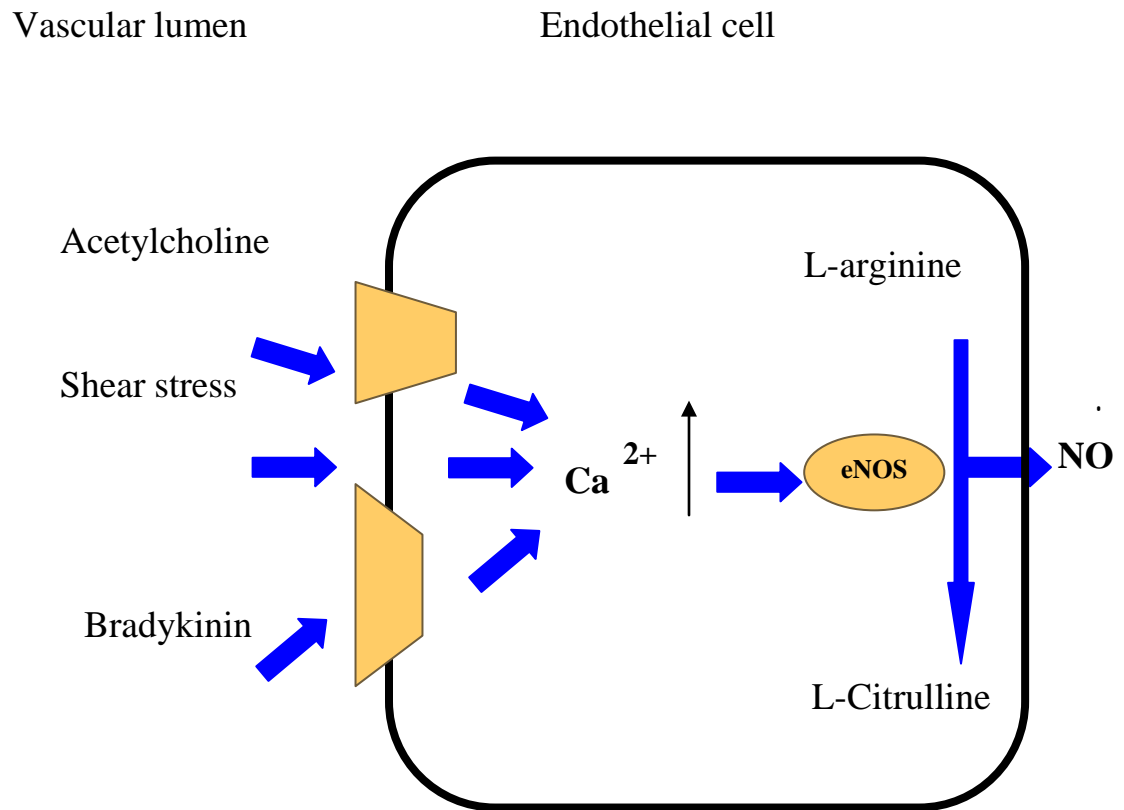 Vascular lumen Endothelial cell
Acetylcholine
L-arginine
Shear stress
Ca 2+
eNOS
NO
Bradykinin
L-Citrulline